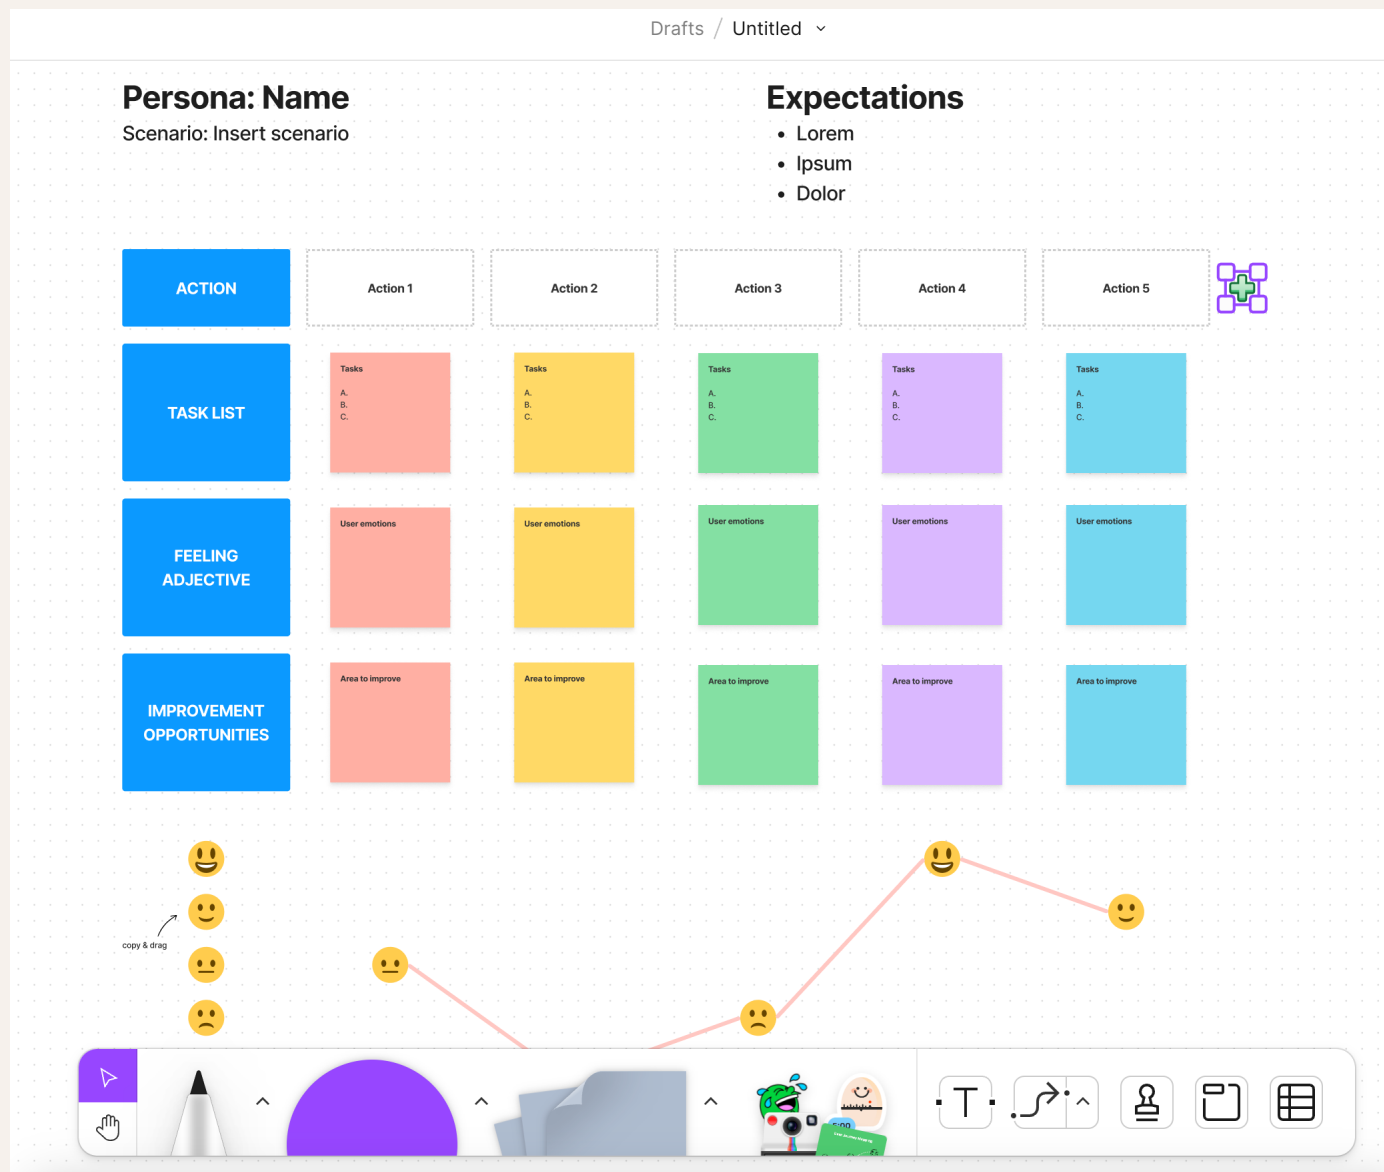 Drafts / Untitled
Persona: Name
Scenario: Insert scenario
Expectations
• Lorem
• Ipsum
• Dolor
ACTION
Action 1
Action 2
Action 3
Action 4
Action 5
TASK LIST
Tasks
A.
B.
C.
Tasks
A.
B.
C.
Tasks
A.
B.
C.
Tasks
A.
B.
C.
Tasks
A.
B.
C.
FEELING
ADJECTIVE
User emotions
User emotions
User emotions
User emotions
User emotions
IMPROVEMENT
OPPORTUNITIES
Area to improve
Area to improve
Area to improve
Area to improve
Area to improve
copy & drag
T
5:00